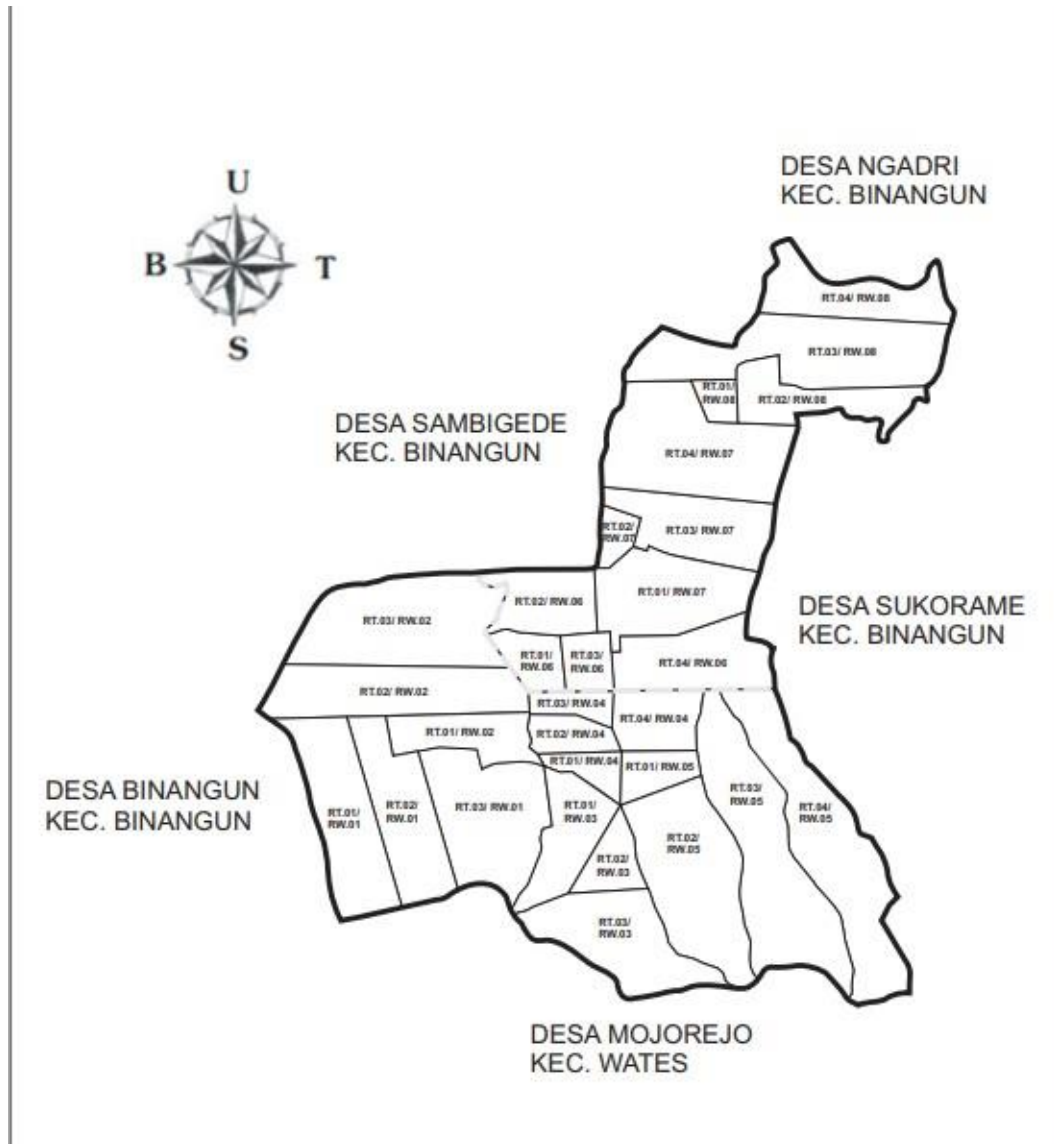 DESA NGADRI
KEC. BINANGUN
U
B
T
S
RT.04/ RW.08
RT.03/ RW.08
RT.01/
RW.08
RT.02/ RW.08
DESA SAMBIGEDE
KEC. BINANGUN
RT.04/ RW.07
RT.02/
RW.07
RT.03/ RW.07
RT.01/ RW.07
DESA SUKORAME
KEC. BINANGUN
RT.02/ RW.06
RT.03/ RW.02
RT.01/
RW.06
RT.03/
RW.06
RT.04/ RW.06
RT.02/ RW.02
RT.03/ RW.04
RT.04/ RW.04
RT.01/ RW.02
RT.02/ RW.04
RT.01/ RW.04
RT.01/ RW.05
DESA BINANGUN
KEC. BINANGUN
RT.01/
RW.01
RT.02/
RW.01
RT.03/ RW.01
RT.01/
RW.03
RT.03/
RW.05
RT.04/
RW.05
RT.02/
RW.05
RT.02/
RW.03
RT.03/
RW.03
DESA MOJOREJO
KEC. WATES